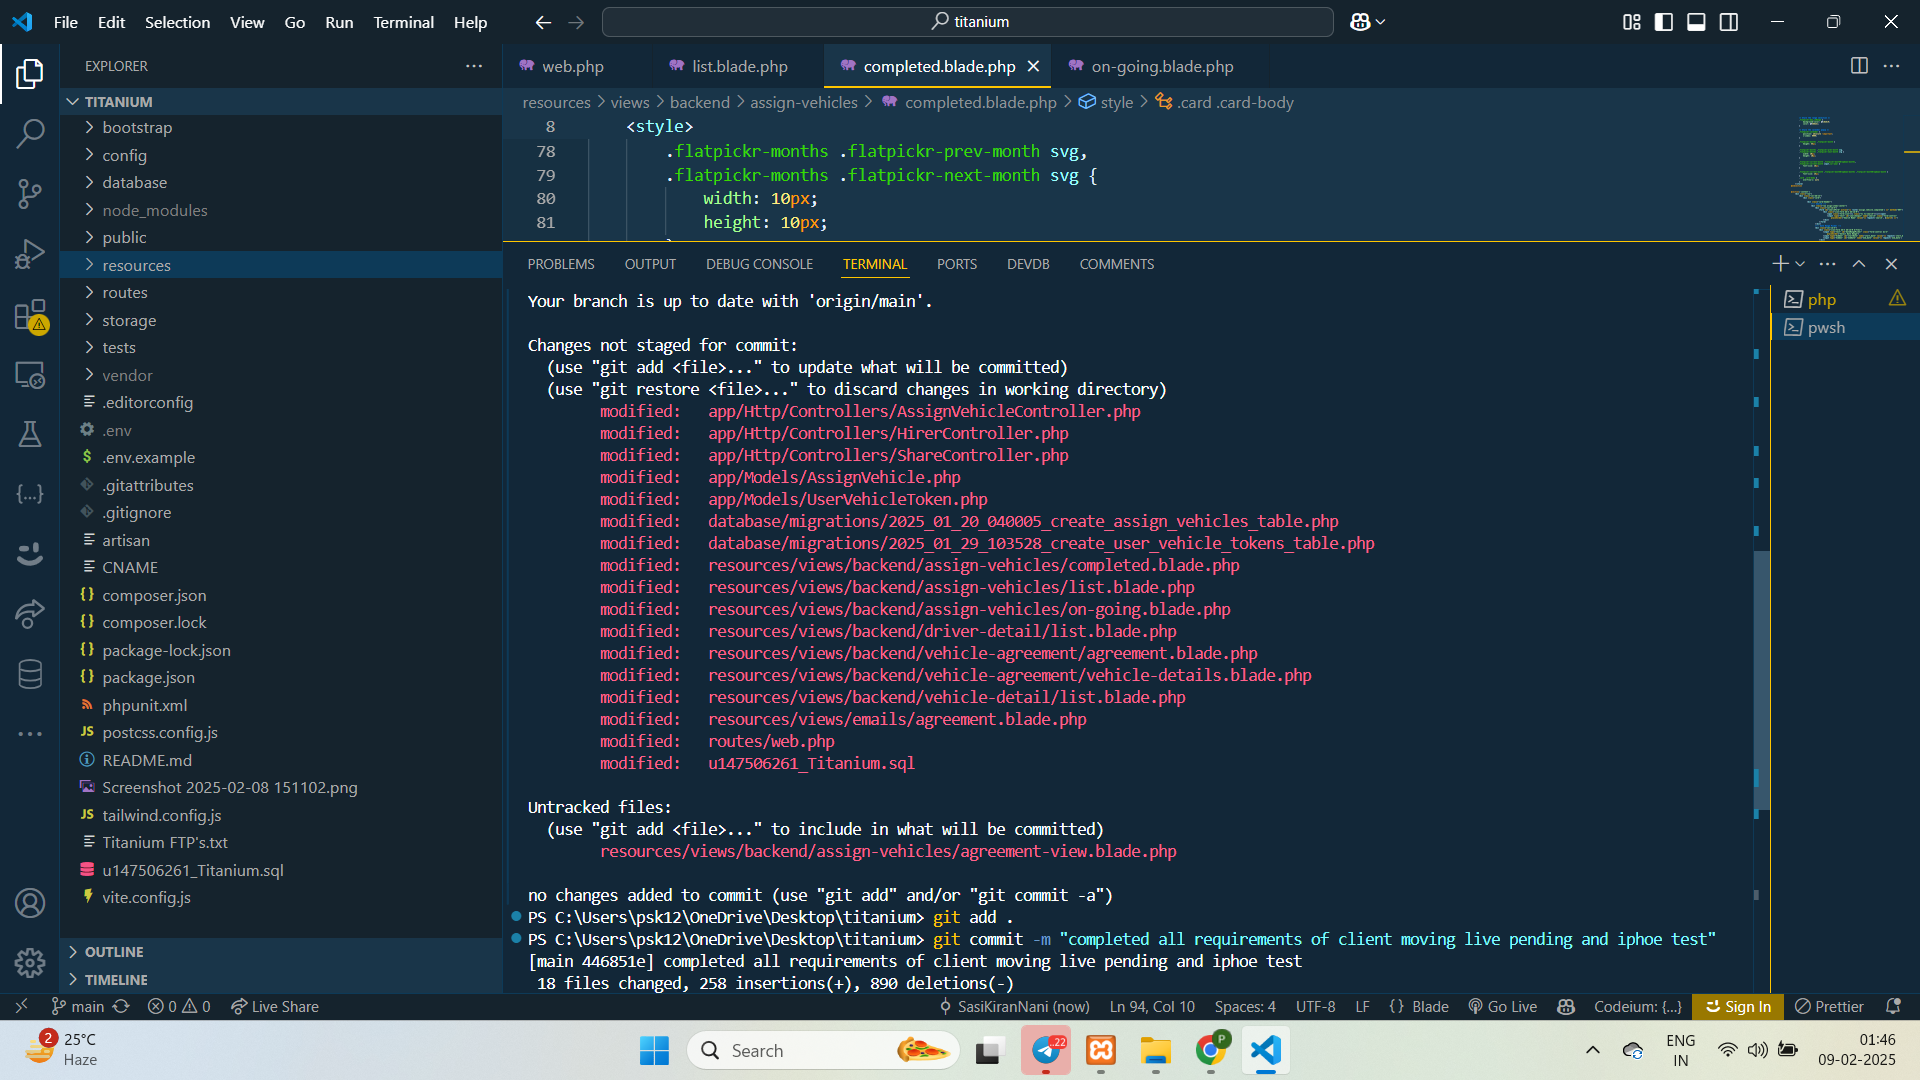 File Edit Selection View Go Run Terminal Help
titanium
EXPLORER
TITANIUM
bootstrap
config
database
node_modules
public
resources
routes
storage
tests
vendor
.editorconfig
.env
$ .env.example
.gitattributes
.gitignore
artisan
CNAME
{} composer.json
{} composer.lock
{} package-lock.json
{} package.json
phpunit.xml
JS postcss.config.js
README.md
Screenshot 2025-02-08 151102.png
JS tailwind.config.js
Titanium FTP's.txt
u147506261_Titanium.sql
vite.config.js
OUTLINE
TIMELINE
web.php list.blade.php completed.blade.php on-going.blade.php
resources > views > backend > assign-vehicles > completed.blade.php > style > .card .card-body
8 <style>
78 .flatpickr-months .flatpickr-prev-month svg,
79 .flatpickr-months .flatpickr-next-month svg {
80 width: 10px;
81 height: 10px;
PROBLEMS OUTPUT DEBUG CONSOLE TERMINAL PORTS DEVDB COMMENTS
php
pwsh
Your branch is up to date with 'origin/main'.
Changes not staged for commit:
(use "git add <file>..." to update what will be committed)
(use "git restore <file>..." to discard changes in working directory)
modified: app/Http/Controllers/AssignVehicleController.php
modified: app/Http/Controllers/HirerController.php
modified: app/Http/Controllers/ShareController.php
modified: app/Models/AssignVehicle.php
modified: app/Models/UserVehicleToken.php
modified: database/migrations/2025_01_20_040005_create_assign_vehicles_table.php
modified: database/migrations/2025_01_29_103528_create_user_vehicle_tokens_table.php
modified: resources/views/backend/assign-vehicles/completed.blade.php
modified: resources/views/backend/assign-vehicles/list.blade.php
modified: resources/views/backend/assign-vehicles/on-going.blade.php
modified: resources/views/backend/driver-detail/list.blade.php
modified: resources/views/backend/vehicle-agreement/agreement.blade.php
modified: resources/views/backend/vehicle-agreement/vehicle-details.blade.php
modified: resources/views/backend/vehicle-detail/list.blade.php
modified: resources/views/emails/agreement.blade.php
modified: routes/web.php
modified: u147506261_Titanium.sql
Untracked files:
(use "git add <file>..." to include in what will be committed)
resources/views/backend/assign-vehicles/agreement-view.blade.php
no changes added to commit (use "git add" and/or "git commit -a")
PS C:\Users\psk12\OneDrive\Desktop\titanium> git add .
PS C:\Users\psk12\OneDrive\Desktop\titanium> git commit -m "completed all requirements of client moving live pending and iphoe test"
[main 446851e] completed all requirements of client moving live pending and iphoe test
18 files changed, 258 insertions(+), 890 deletions(-)
main 0 0 Live Share SasiKiranNani (now) Ln 94, Col 10 Spaces: 4 UTF-8 LF {} Blade Go Live Codeium: {...} Sign In Prettier
2 25°C
Haze
Search
..22
P
ENG
IN
01:46
09-02-2025